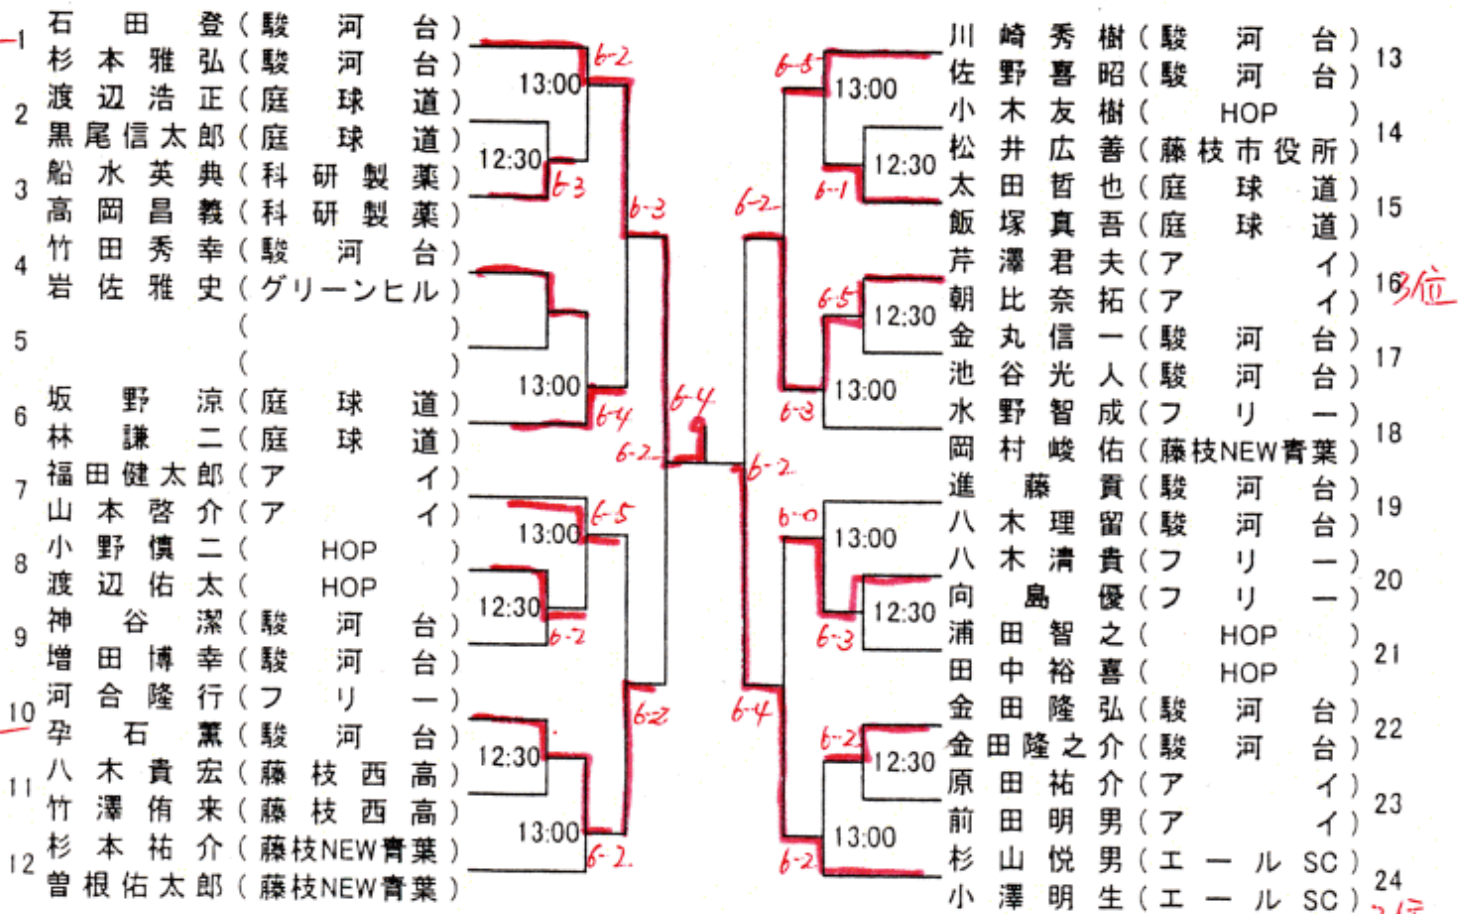 1 石田登(駿河台)
杉本雅弘(駿河台)
2 渡辺浩正(庭球道)
黒尾信太郎(庭球道)
3 船水英典(科研製薬)
高岡昌義(科研製薬)
4 竹田秀幸(駿河台)
岩佐雅史(グリーンヒル)
5 ( )
( )
6 坂野涼(庭球道)
林謙二(庭球道)
7 福田健太郎(アイ)
山本啓介(アイ)
8 小野慎二(HOP)
渡辺佑太(HOP)
9 神谷潔(駿河台)
増田博幸(駿河台)
10 河合隆行(フリー)
孕石薫(駿河台)
11 八木貴宏(藤枝西高)
竹澤侑来(藤枝西高)
12 杉本祐介(藤枝NEW青葉)
曽根佑太郎(藤枝NEW青葉)
13:00
6-2
12:30
6-3
6-3
13:00
6-4
6-2
13:00
6-5
12:30
6-2
6-2
12:30
13:00
6-2
6-4
6-5
13:00
12:30
6-1
6-2
6-5
12:30
13:00
6-3
6-2
6-0
13:00
12:30
6-3
6-4
6-2
12:30
13:00
6-2
川崎秀樹(駿河台) 13
佐野喜昭(駿河台)
小木友樹(HOP) 14
松井広善(藤枝市役所)
太田哲也(庭球道) 15
飯塚真吾(庭球道)
芹澤君夫(アイ) 16 3位
朝比奈拓(アイ)
金丸信一(駿河台) 17
池谷光人(駿河台)
水野智成(フリー) 18
岡村峻佑(藤枝NEW青葉)
進藤貢(駿河台) 19
八木理留(駿河台)
八木清貴(フリー) 20
向島優(フリー)
浦田智之(HOP) 21
田中裕喜(HOP)
金田隆弘(駿河台) 22
金田隆之介(駿河台)
原田祐介(アイ) 23
前田明男(アイ)
杉山悦男(エールSC) 24
小澤明生(エールSC)